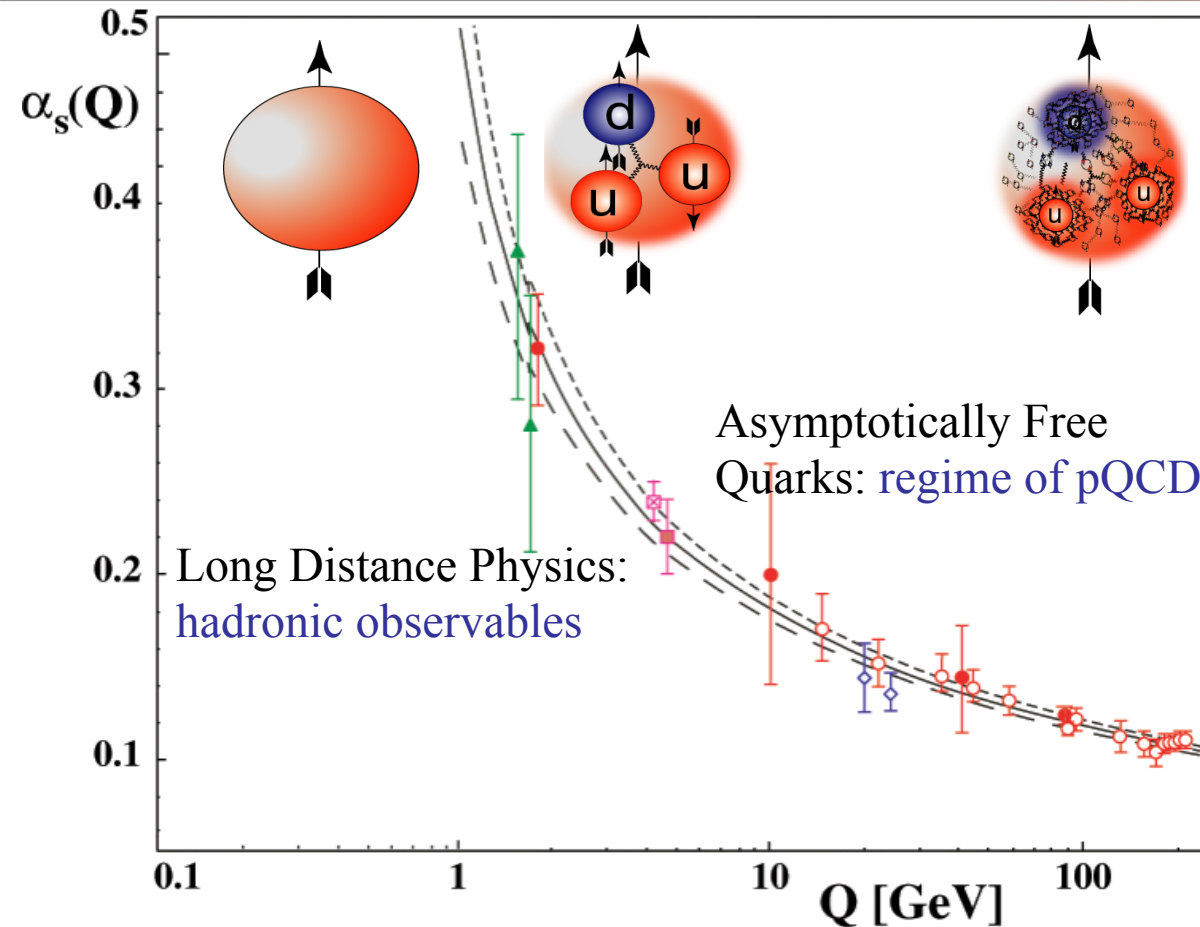 0.5
αs(Q)
0.4
0.3
0.2
0.1
d
u
u
d
u
u
Asymptotically Free
Quarks: regime of pQCD
Long Distance Physics:
hadronic observables
0.1
1
10
100
Q [GeV]